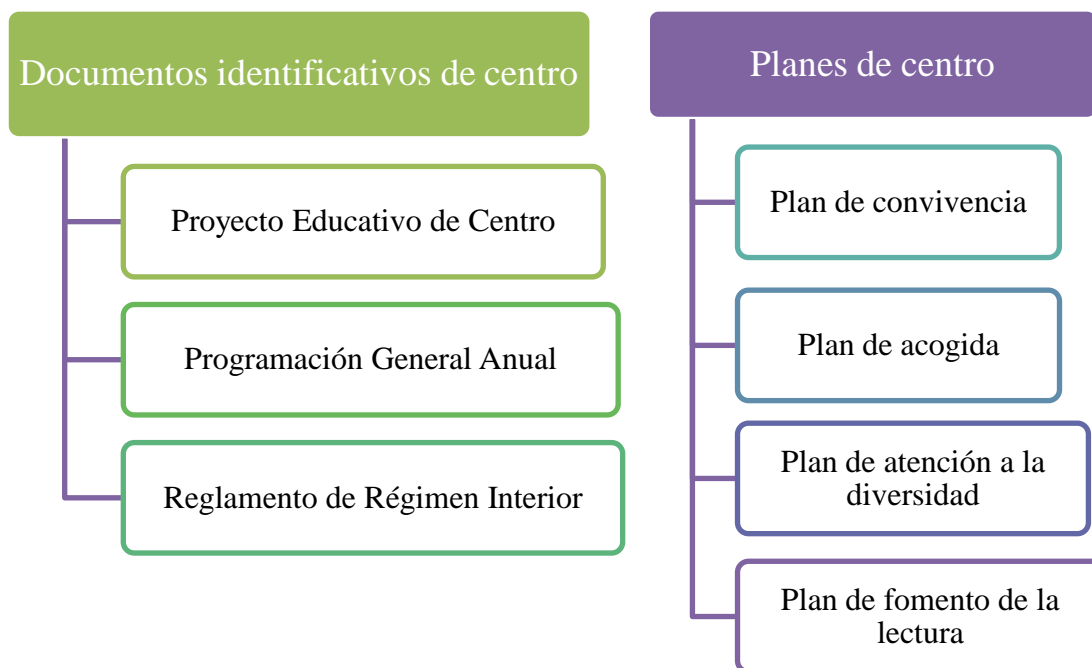 Documentos identificativos de centro
Proyecto Educativo de Centro
Programación General Anual
Reglamento de Régimen Interior
Planes de centro
Plan de convivencia
Plan de acogida
Plan de atención a la
diversidad
Plan de fomento de la
lectura